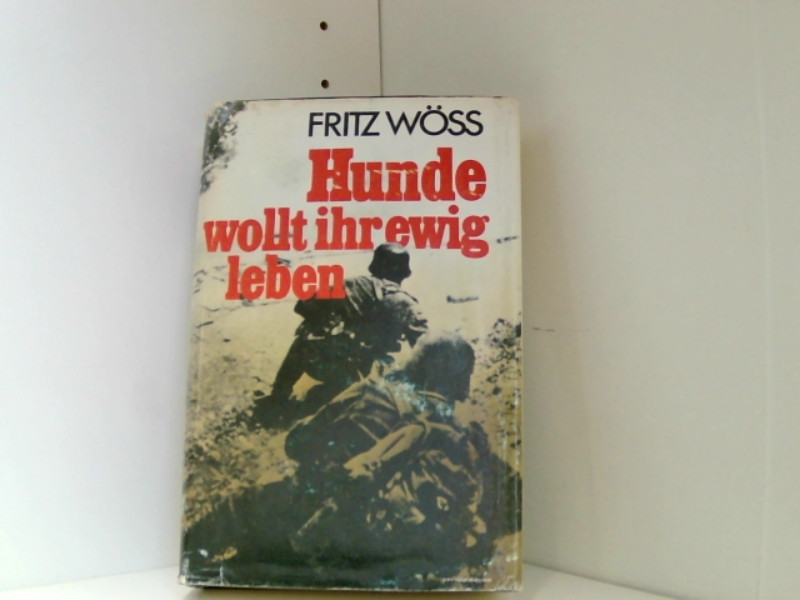 FRITZ WÖSS
Hunde
wollt ihr ewig
leben